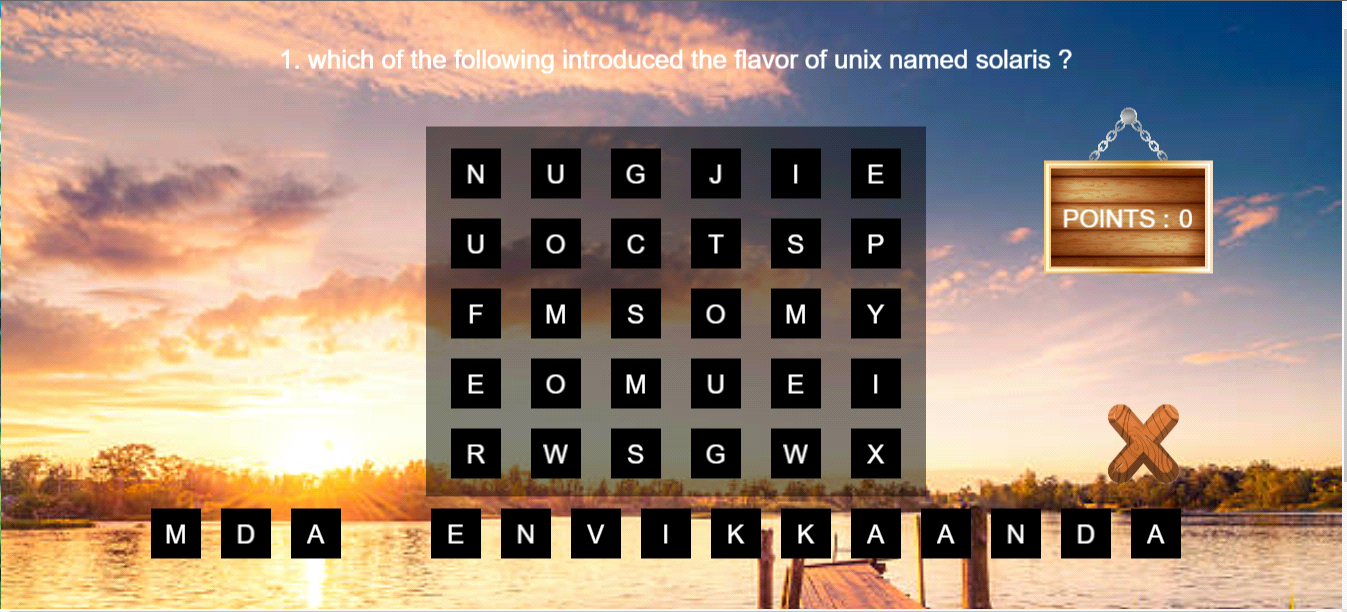 1. which of the following introduced the flavor of unix named solaris ?
N U G J I E
U O C T S P
POINTS : 0
F M S O M Y
E O M U E I
R W S G W X
M D A E N V I K K A A N D A